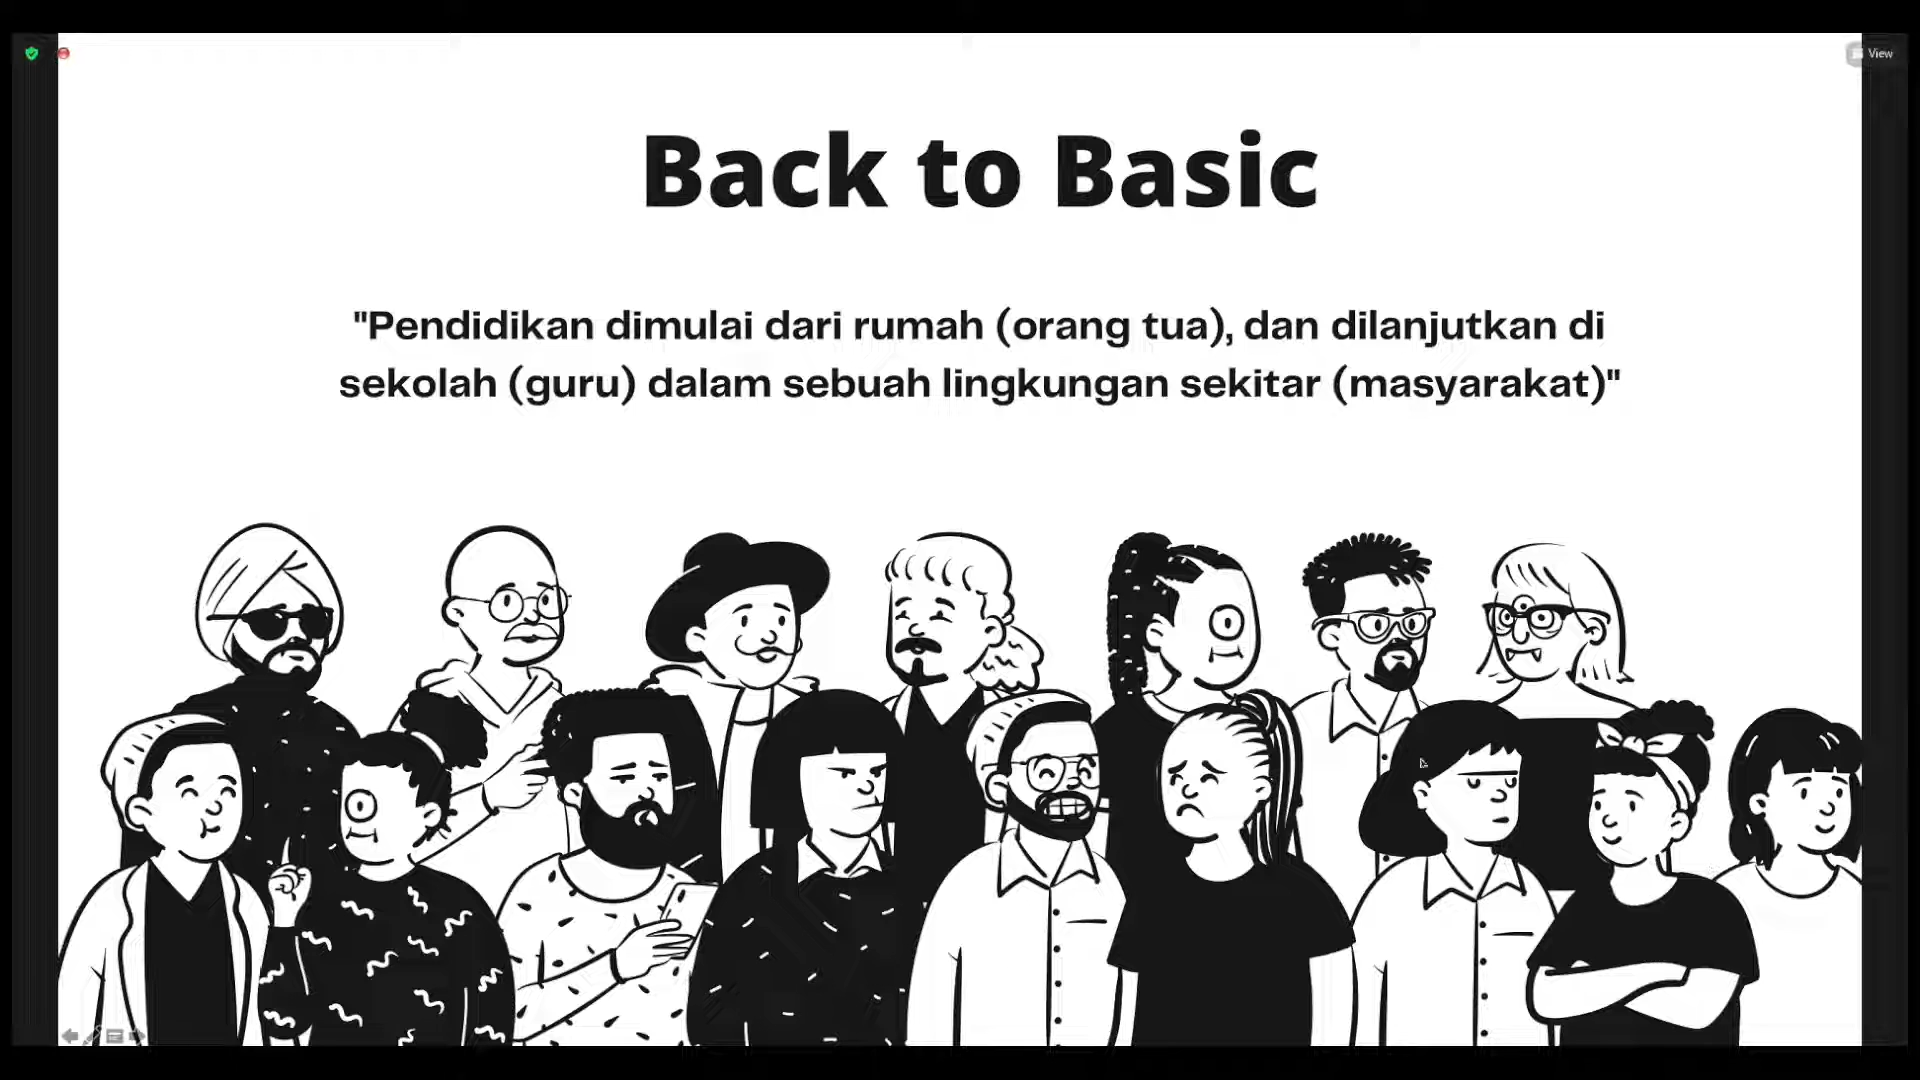 View
Back to Basic
"Pendidikan dimulai dari rumah (orang tua), dan dilanjutkan di
sekolah (guru) dalam sebuah lingkungan sekitar (masyarakat)"